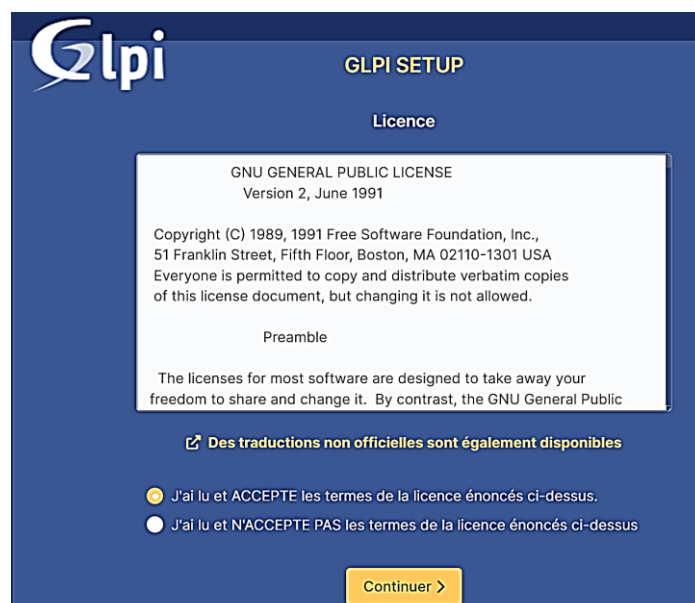 Glpi
GLPI SETUP
Licence
GNU GENERAL PUBLIC LICENSE
Version 2, June 1991
Copyright (C) 1989, 1991 Free Software Foundation, Inc.,
51 Franklin Street, Fifth Floor, Boston, MA 02110-1301 USA
Everyone is permitted to copy and distribute verbatim copies
of this license document, but changing it is not allowed.
Preamble
The licenses for most software are designed to take away your
freedom to share and change it.  By contrast, the GNU General Public
Des traductions non officielles sont également disponibles
J'ai lu et ACCEPTE les termes de la licence énoncés ci-dessus.
J'ai lu et N'ACCEPTE PAS les termes de la licence énoncés ci-dessus
Continuer >